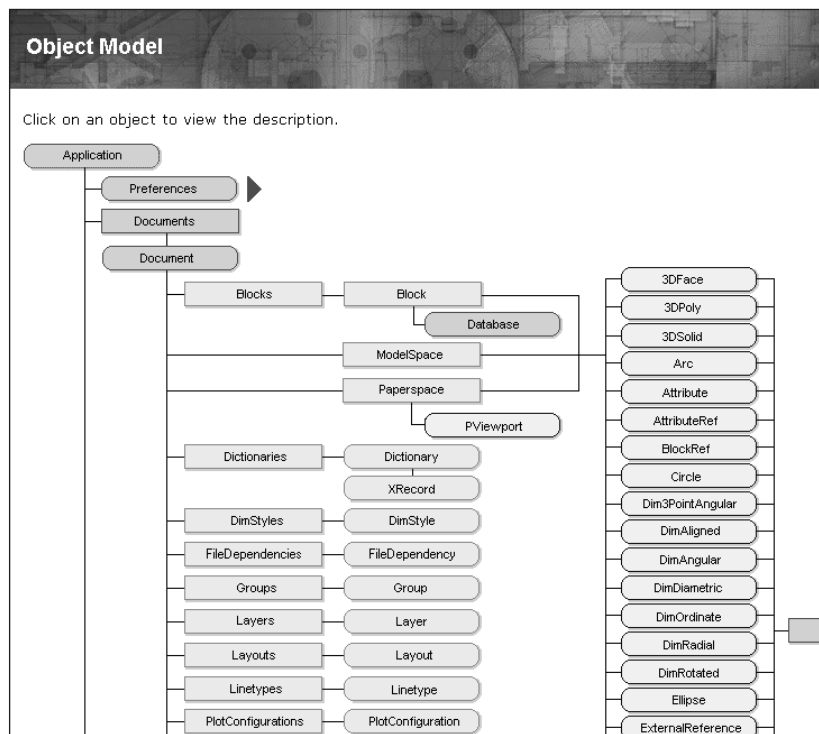 Object Model
Click on an object to view the description.
Application
Preferences
Documents
Document
Blocks
Block
Database
ModelSpace
Paperspace
PViewport
Dictionaries
Dictionary
XRecord
DimStyles
DimStyle
FileDependencies
FileDependency
Groups
Group
Layers
Layer
Layouts
Layout
Linetypes
Linetype
PlotConfigurations
PlotConfiguration
3DFace
3DPoly
3DSolid
Arc
Attribute
AttributeRef
BlockRef
Circle
Dim3PointAngular
DimAligned
DimAngular
DimDiametric
DimOrdinate
DimRadial
DimRotated
Ellipse
ExternalReference